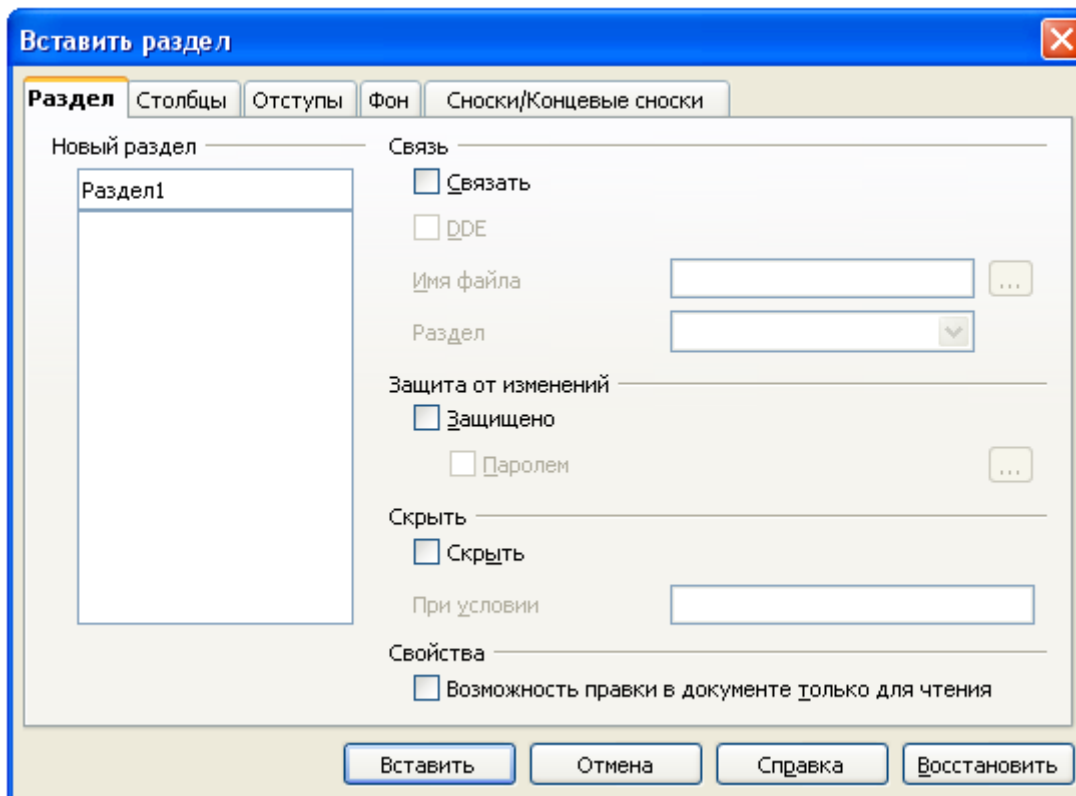 Вставить раздел
Раздел Столбцы Отступы Фон Сноски/Концевые сноски
Новый раздел
Раздел1
Связь
Связать
DDE
Имя файла ...
Раздел
Защита от изменений
Защищено
Паролем ...
Скрыть
Скрыть
При условии
Свойства
Возможность правки в документе только для чтения
Вставить Отмена Справка Восстановить